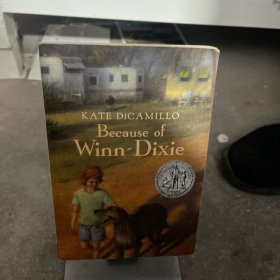 KATE DiCAMILLO
Because of
Winn-Dixie